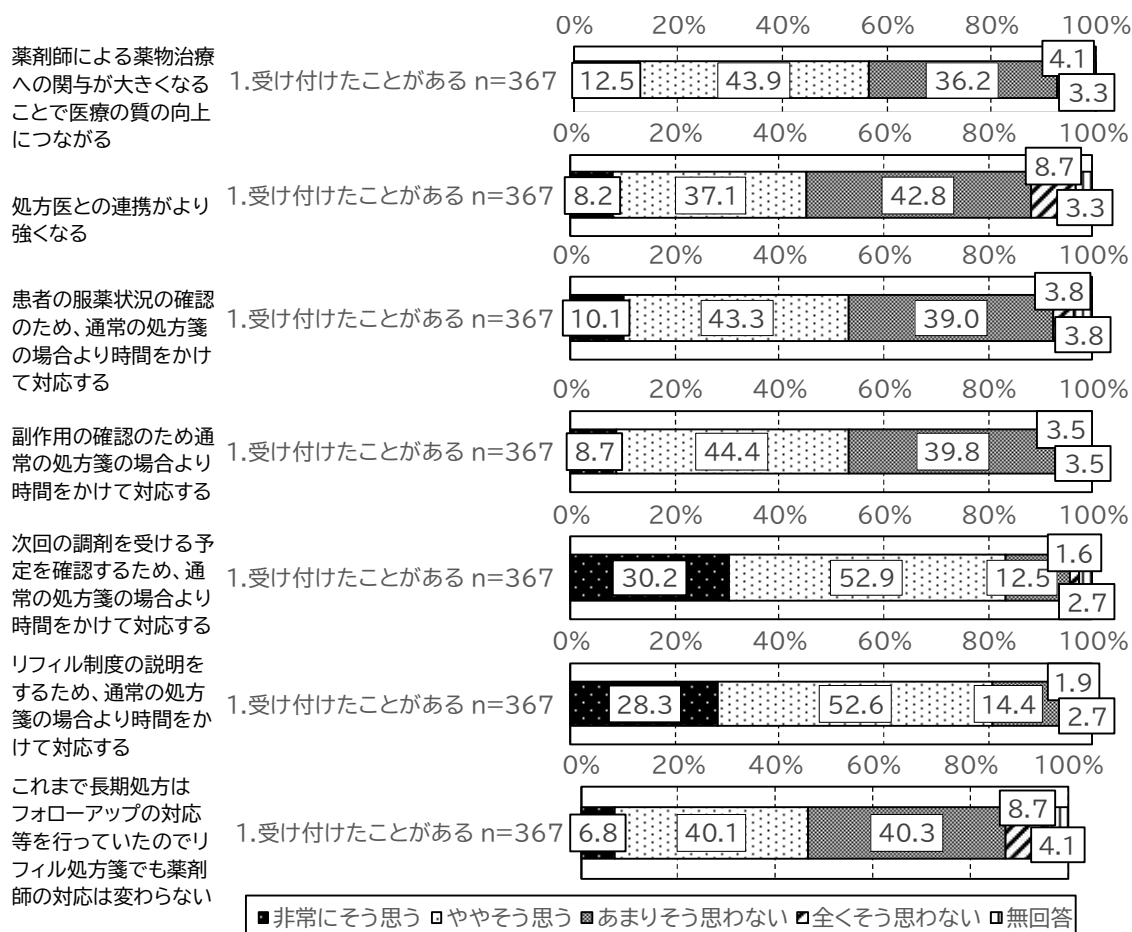 0% 20% 40% 60% 80% 100%
薬剤師による薬物治療
への関与が大きくなる
ことで医療の質の向上
につながる
1.受け付けたことがある n=367
12.5 43.9 36.2 4.1 3.3
0% 20% 40% 60% 80% 100%
処方医との連携がより
強くなる
1.受け付けたことがある n=367
8.2 37.1 42.8 8.7 3.3
0% 20% 40% 60% 80% 100%
患者の服薬状況の確認
のため、通常の処方箋
の場合より時間をかけ
て対応する
1.受け付けたことがある n=367
10.1 43.3 39.0 3.8 3.8
0% 20% 40% 60% 80% 100%
副作用の確認のため通
常の処方箋の場合より
時間をかけて対応する
1.受け付けたことがある n=367
8.7 44.4 39.8 3.5 3.5
0% 20% 40% 60% 80% 100%
次回の調剤を受ける予
定を確認するため、通
常の処方箋の場合より
時間をかけて対応する
1.受け付けたことがある n=367
30.2 52.9 12.5 1.6 2.7
0% 20% 40% 60% 80% 100%
リフィル制度の説明を
するため、通常の処方
箋の場合より時間をか
けて対応する
1.受け付けたことがある n=367
28.3 52.6 14.4 1.9 2.7
0% 20% 40% 60% 80% 100%
これまで長期処方は
フォローアップの対応
等を行っていたのでリ
フィル処方箋でも薬剤
師の対応は変わらない
1.受け付けたことがある n=367
6.8 40.1 40.3 8.7 4.1
非常にそう思う ややそう思う あまりそう思わない 全くそう思わない 無回答